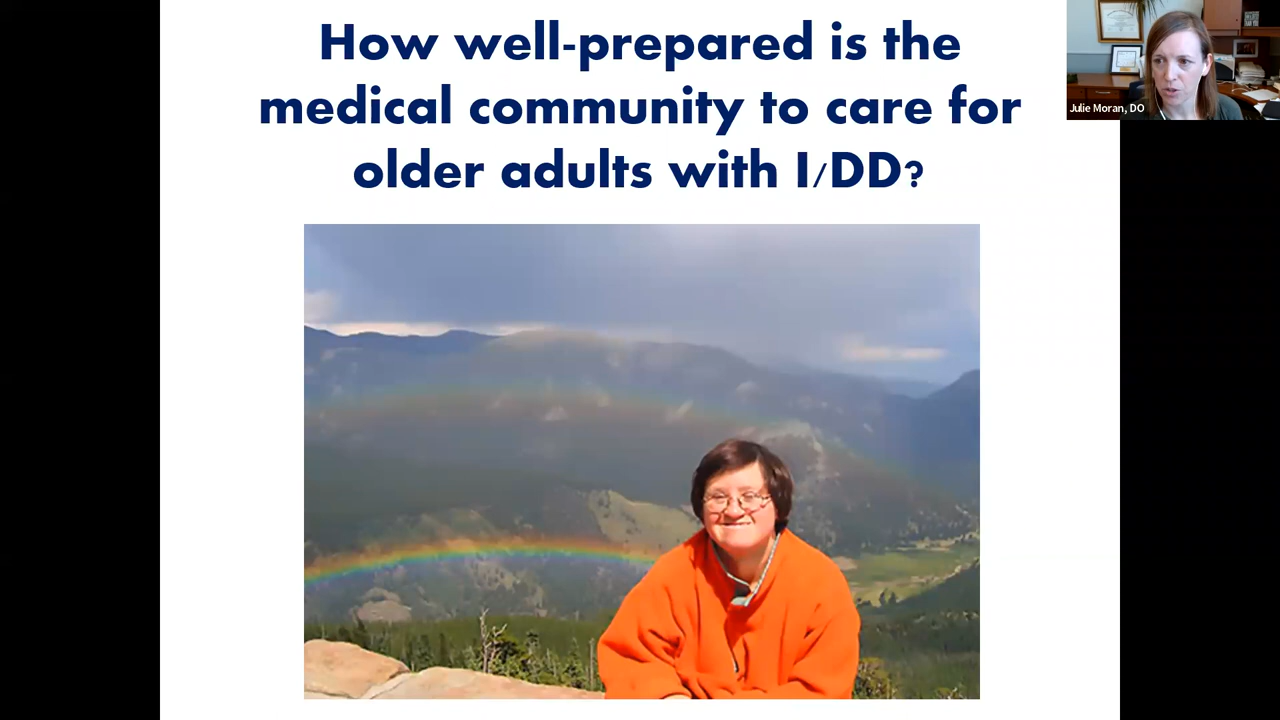 How well-prepared is the
medical community to care for
older adults with I/DD?
Julie Moran, DO